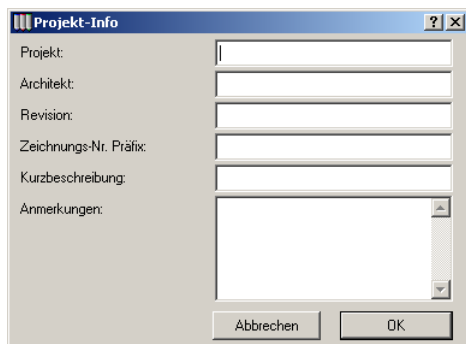 Projekt-Info
Projekt:
Architekt:
Revision:
Zeichnungs-Nr. Präfix:
Kurzbeschreibung:
Anmerkungen:
Abbrechen OK